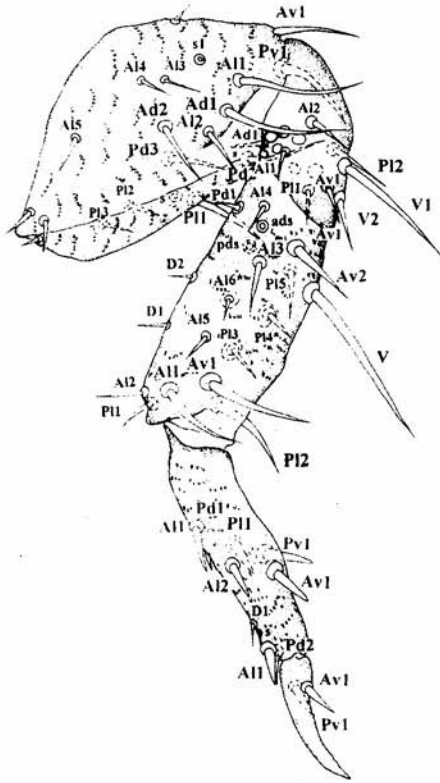 Av1
sf
Pv1
Al3
Al4
Al1
Ad1
Al2
Ad2
Al2
Ad1
Al5
Pd3
Pd
Al1
Pl2
Pl2
Pl1
Av1
V1
s
Pd1
Al4
V2
Pl3
Pl1
ads
Av1
pds
Al3
Av2
D2
Pl5
Al6
D1
Pl4
V
Al5
Pl3
Al1
Av1
Al2
Pl1
Pl2
Pd1
Al1
Pl1
Pv1
Al2
Av1
D1
s
Pd2
Al1
Av1
Pv1